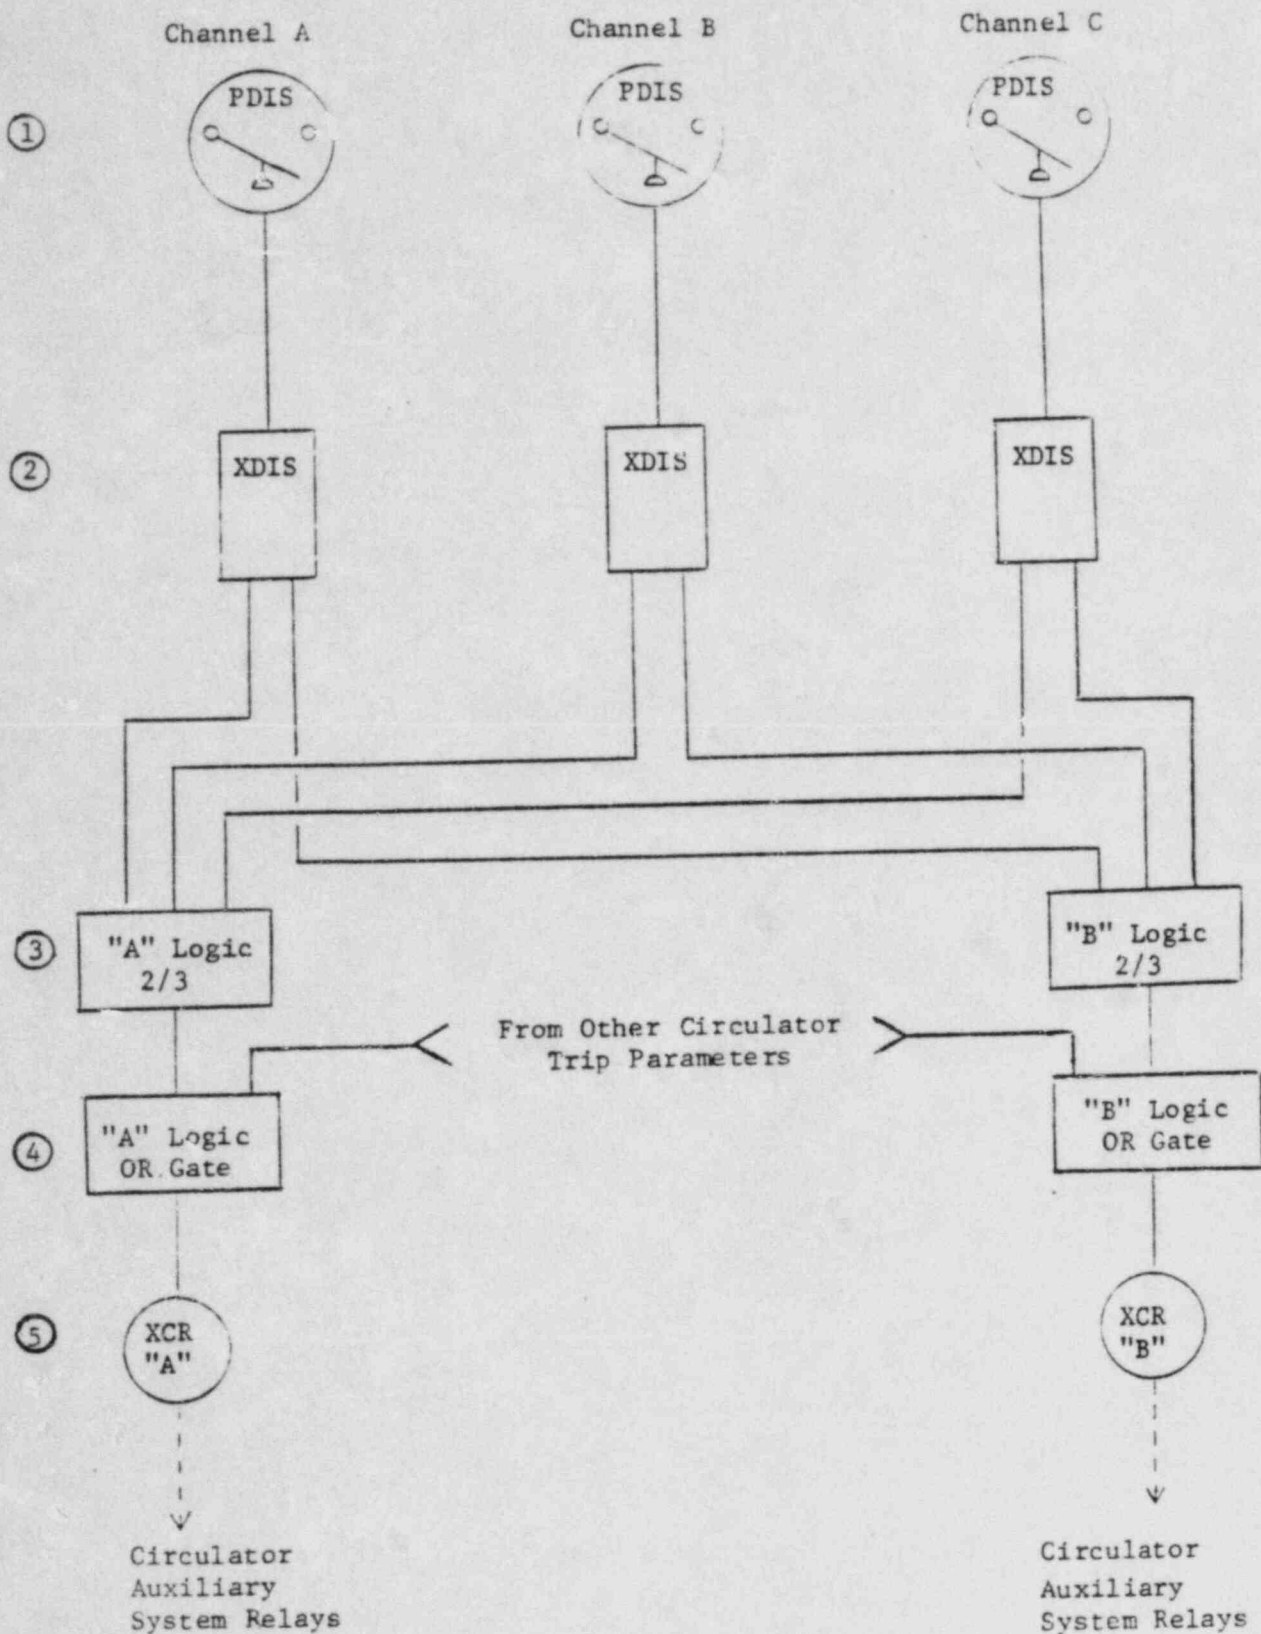 Channel A
Channel B
Channel C
①
PDIS
PDIS
PDIS
②
XDIS
XDIS
XDIS
③
"A" Logic
2/3
"B" Logic
2/3
From Other Circulator
Trip Parameters
④
"A" Logic
OR Gate
"B" Logic
OR Gate
⑤
XCR
"A"
XCR
"B"
Circulator
Auxiliary
System Relays
Circulator
Auxiliary
System Relays